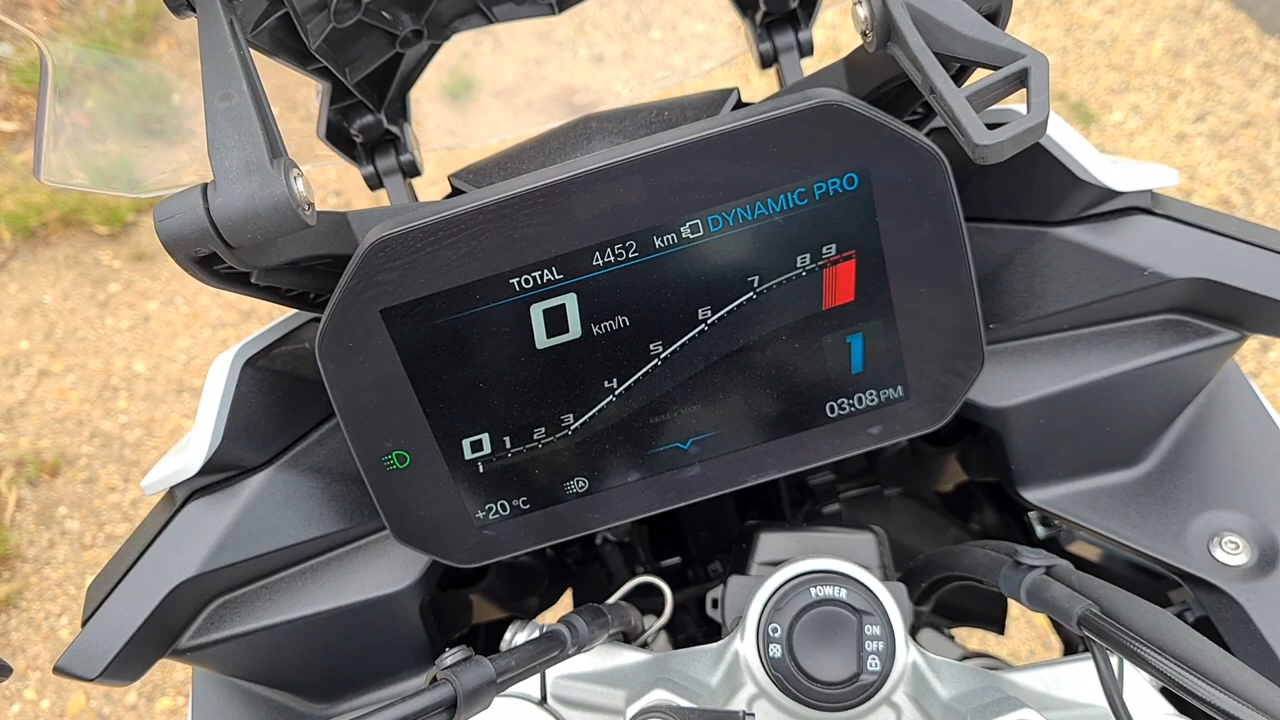 TOTAL 4452 km DYNAMIC PRO
0 km/h
0 1 2 3 4 5 6 7 8 9
1
+20°C
03:08 PM
POWER
ON
OFF